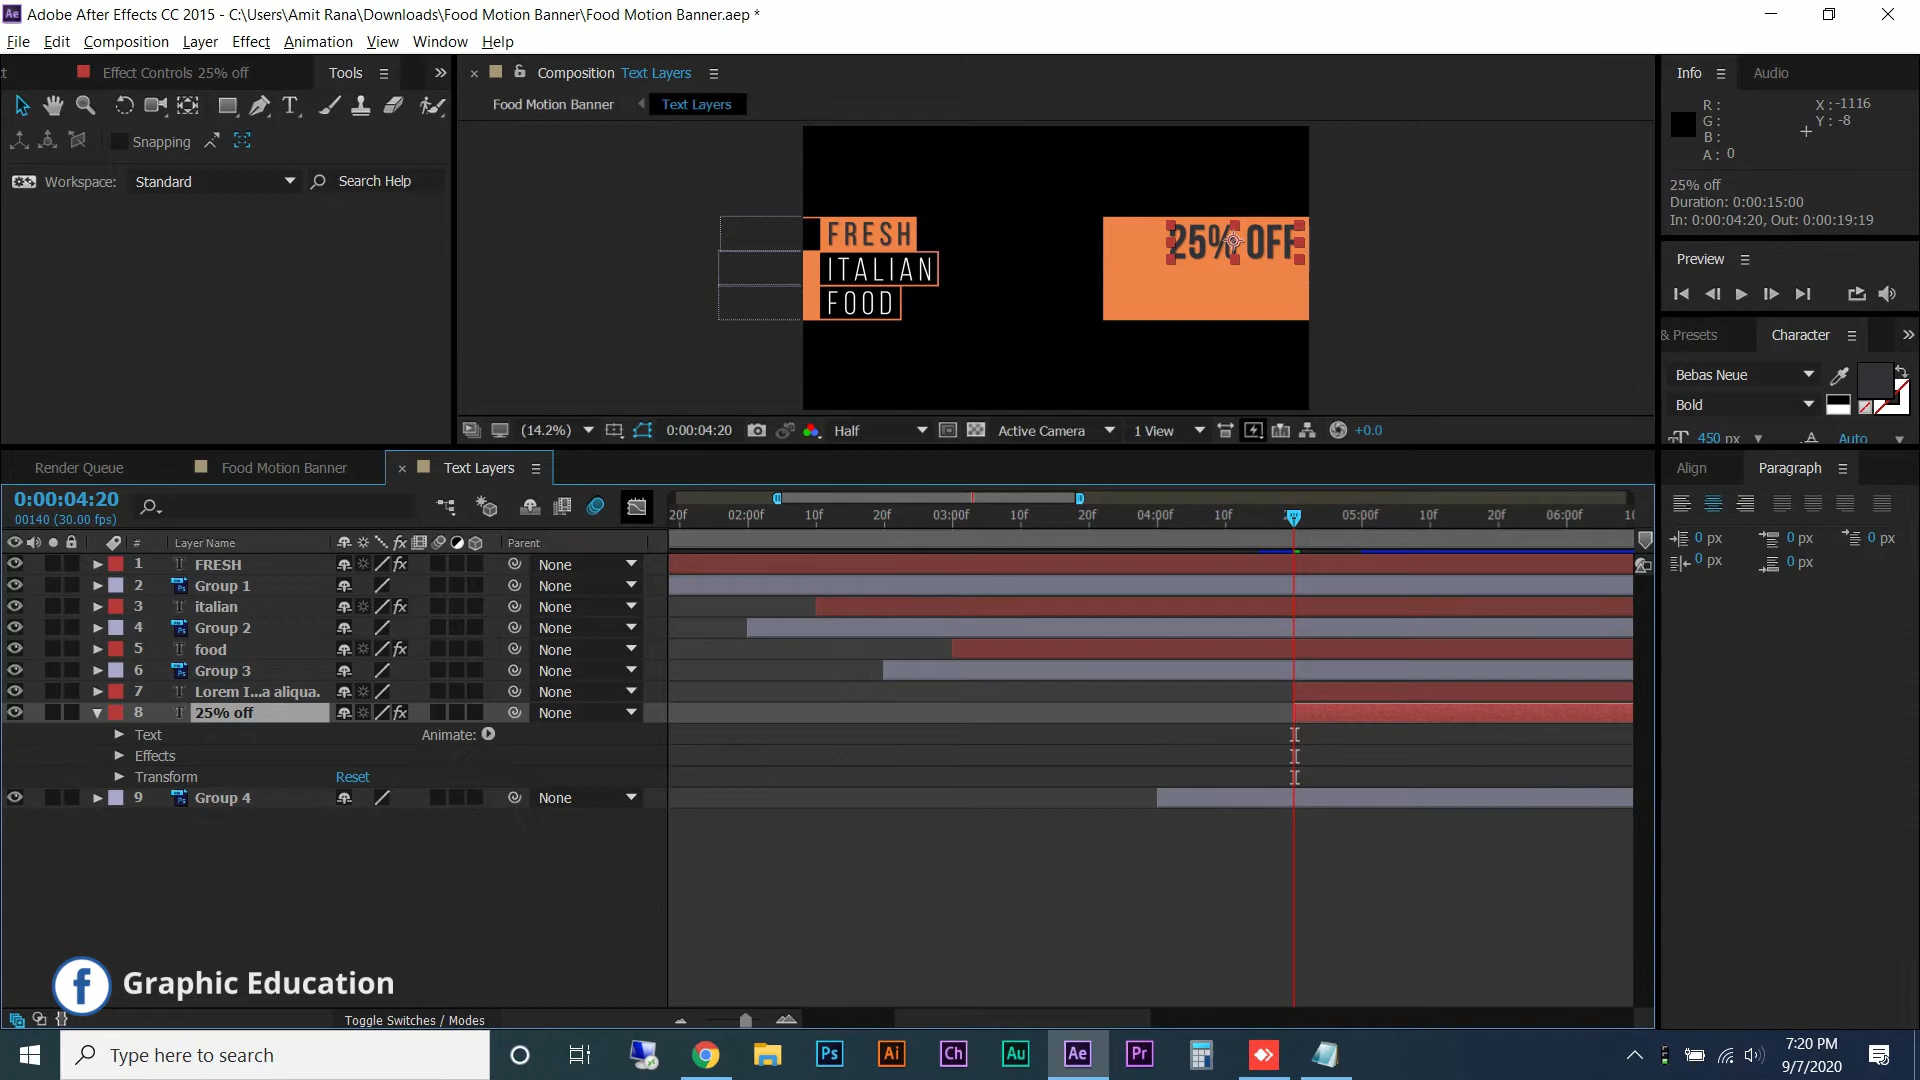 Adobe After Effects CC 2015 - C:\Users\Amit Rana\Downloads\Food Motion Banner\Food Motion Banner.aep *
File Edit Composition Layer Effect Animation View Window Help
Effect Controls 25% off
Tools
Snapping
Workspace: Standard
Search Help
Composition Text Layers
Food Motion Banner
Text Layers
FRESH
ITALIAN
FOOD
25% OFF
(14.2%)
0:00:04:20
Half
Active Camera
1 View
+0.0
Info
Audio
R :
G :
B :
A : 0
X : -1116
Y : -8
25% off
Duration: 0:00:15:00
In: 0:00:04:20, Out: 0:00:19:19
Preview
& Presets
Character
Bebas Neue
Bold
450 px
Auto
Align
Paragraph
0 px 0 px 0 px
0 px 0 px
Render Queue
Food Motion Banner
Text Layers
0:00:04:20
00140 (30.00 fps)
20f 02:00f 10f 20f 03:00f 10f 20f 04:00f 10f 05:00f 10f 20f 06:00f
# Layer Name Parent
1 FRESH None
2 Group 1 None
3 italian None
4 Group 2 None
5 food None
6 Group 3 None
7 Lorem I...a aliqua. None
8 25% off None
Text Animate:
Effects
Transform Reset
9 Group 4 None
Graphic Education
Toggle Switches / Modes
Type here to search
Ps Ai Ch Au Ae Pr
7:20 PM
9/7/2020